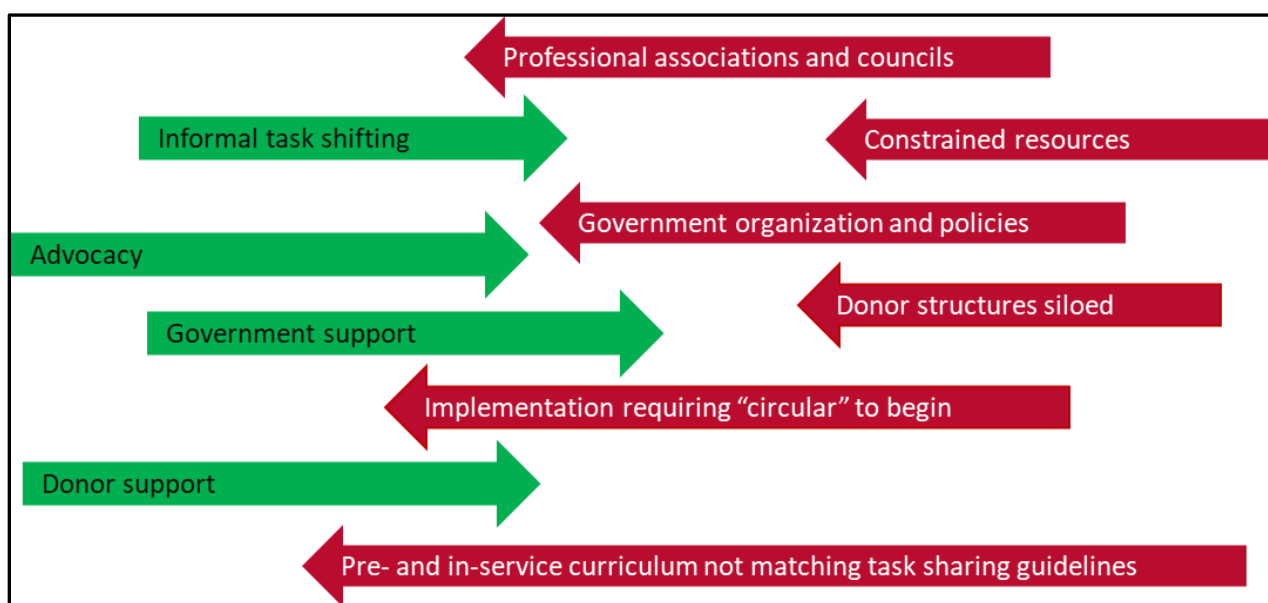 Professional associations and councils
Informal task shifting
Constrained resources
Government organization and policies
Advocacy
Donor structures siloed
Government support
Implementation requiring “circular” to begin
Donor support
Pre- and in-service curriculum not matching task sharing guidelines